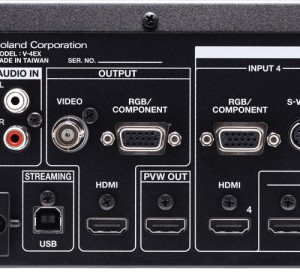 oland Corporation
MODEL : V-4EX
MADE IN TAIWAN
SER. NO.
AUDIO IN
L
R
OUTPUT
INPUT 4
VIDEO
RGB/
COMPONENT
RGB/
COMPONENT
S-V
STREAMING
HDMI
PVW OUT
HDMI
4
USB